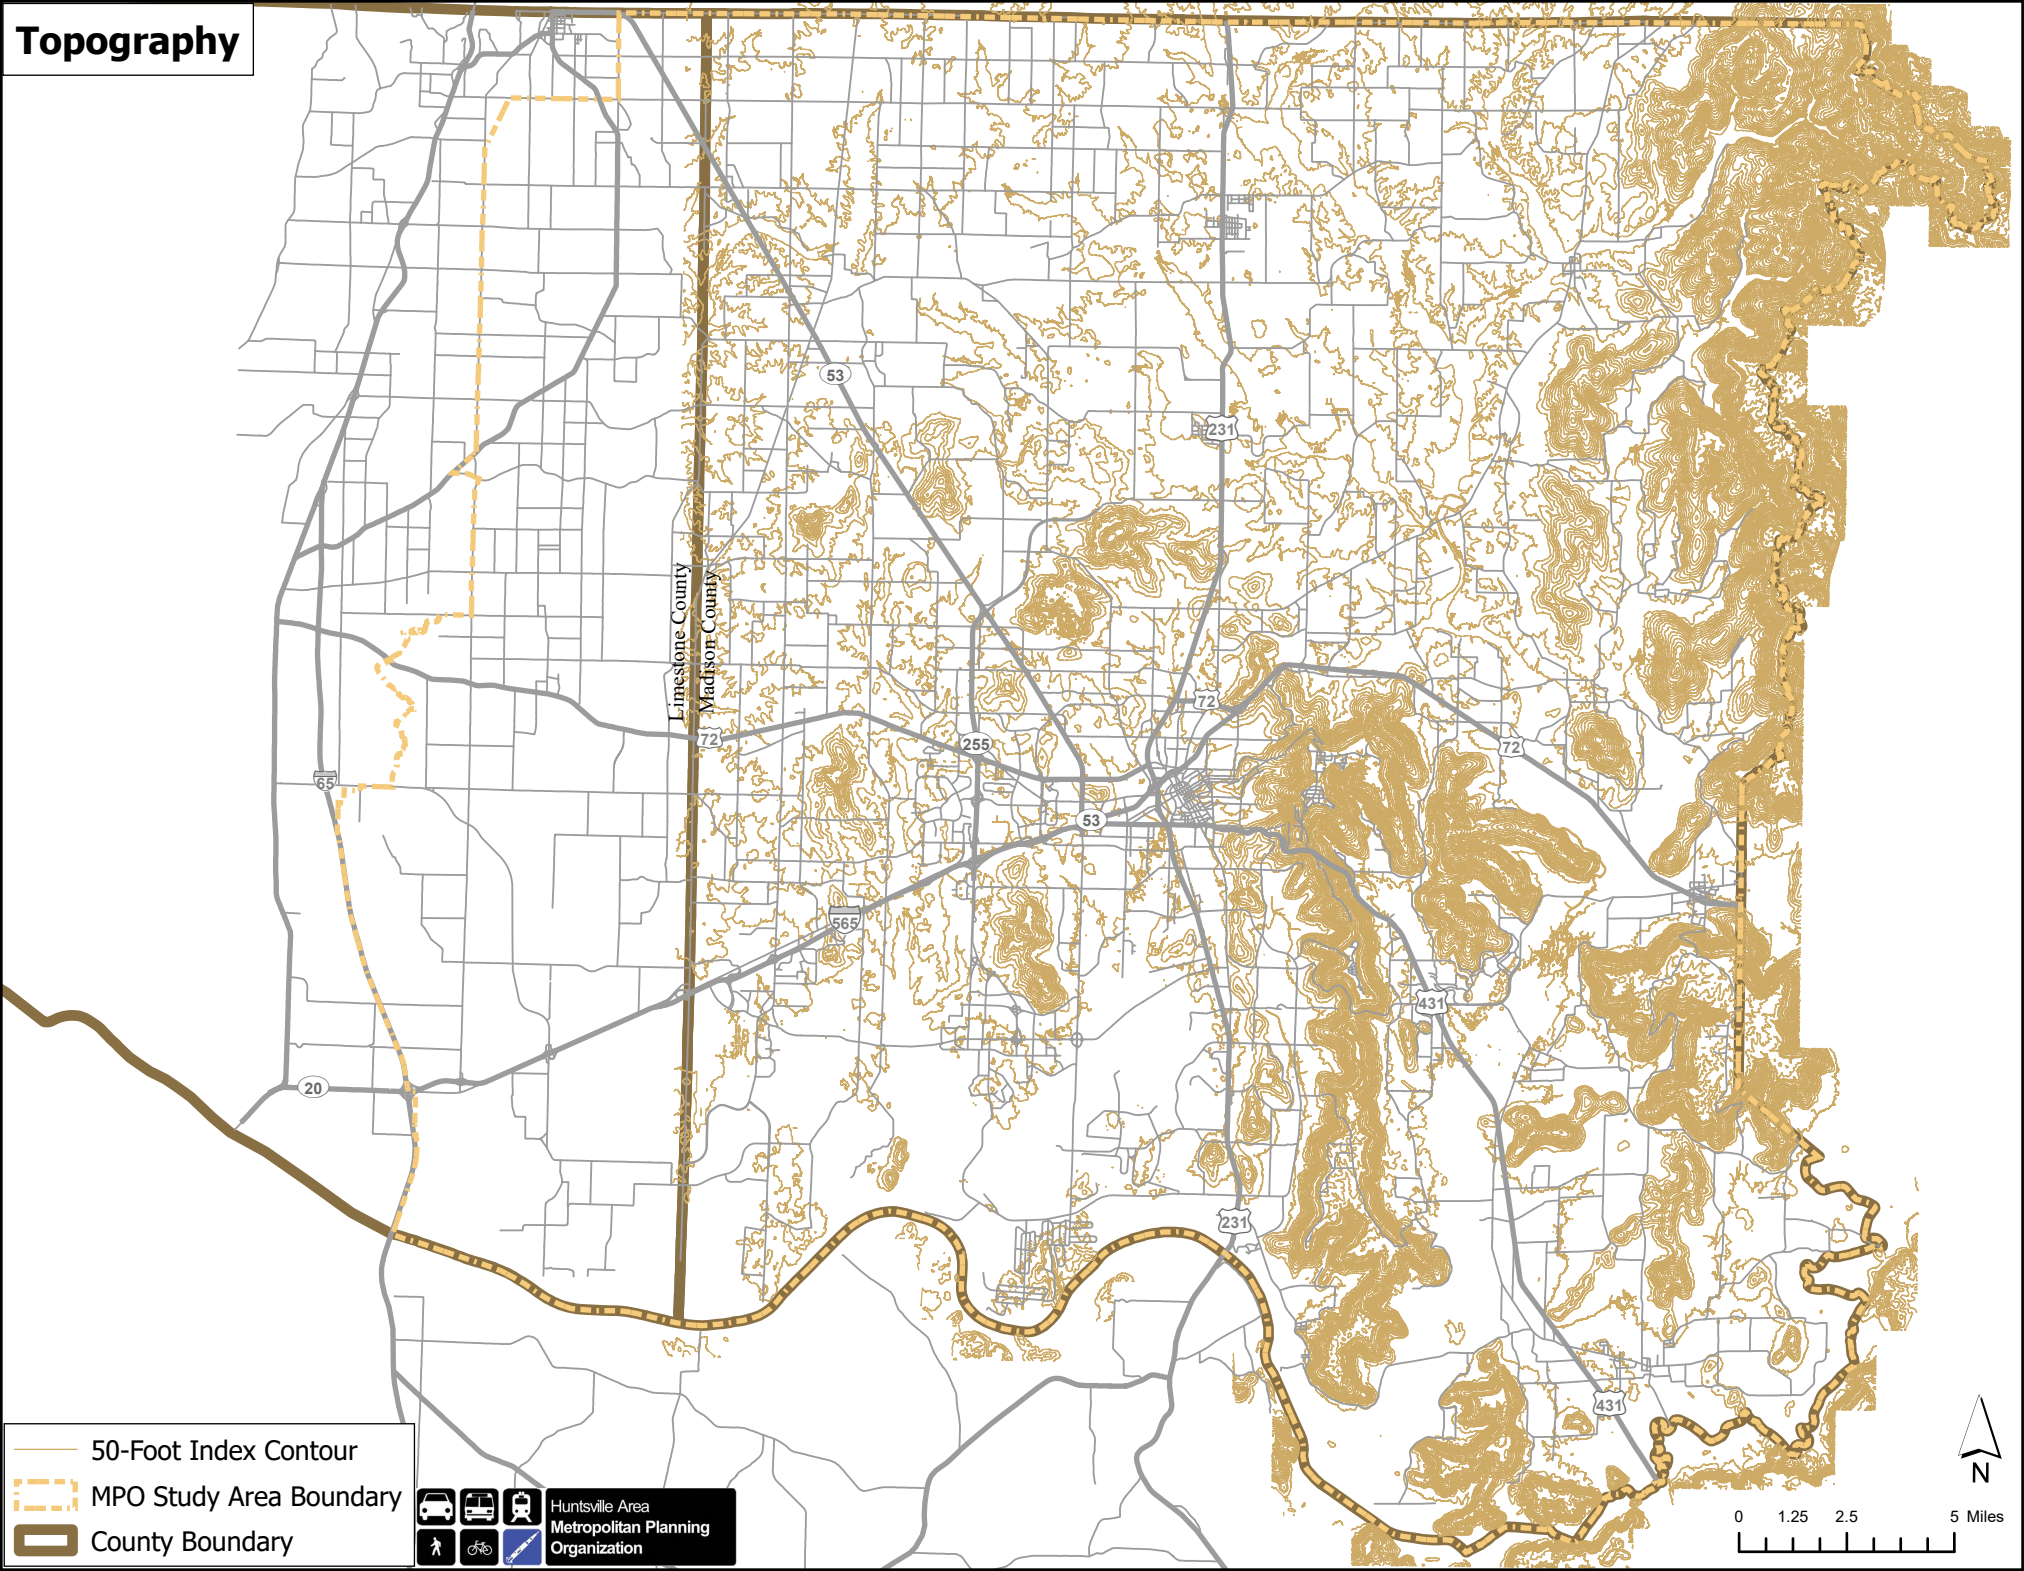 Topography
53
231
Limestone County
Madison County
72
72
255
72
65
53
565
431
20
231
431
50-Foot Index Contour
MPO Study Area Boundary
County Boundary
Huntsville Area
Metropolitan Planning
Organization
N
0 1.25 2.5 5 Miles